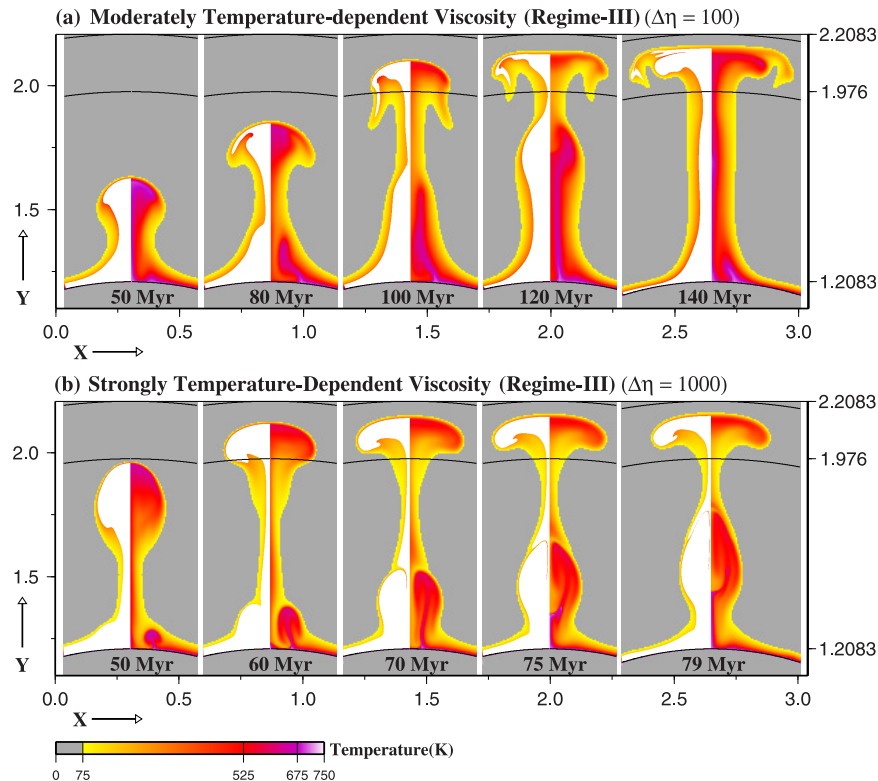 (a) Moderately Temperature-dependent Viscosity (Regime-III) (Δη = 100)
2.2083
2.0
1.976
1.5
Y
1.2083
50 Myr 80 Myr 100 Myr 120 Myr 140 Myr
0.0 0.5 1.0 1.5 2.0 2.5 3.0
X
(b) Strongly Temperature-Dependent Viscosity (Regime-III) (Δη = 1000)
2.2083
2.0
1.976
1.5
Y
1.2083
50 Myr 60 Myr 70 Myr 75 Myr 79 Myr
0.0 0.5 1.0 1.5 2.0 2.5 3.0
X
Temperature(K)
0 75 525 675 750